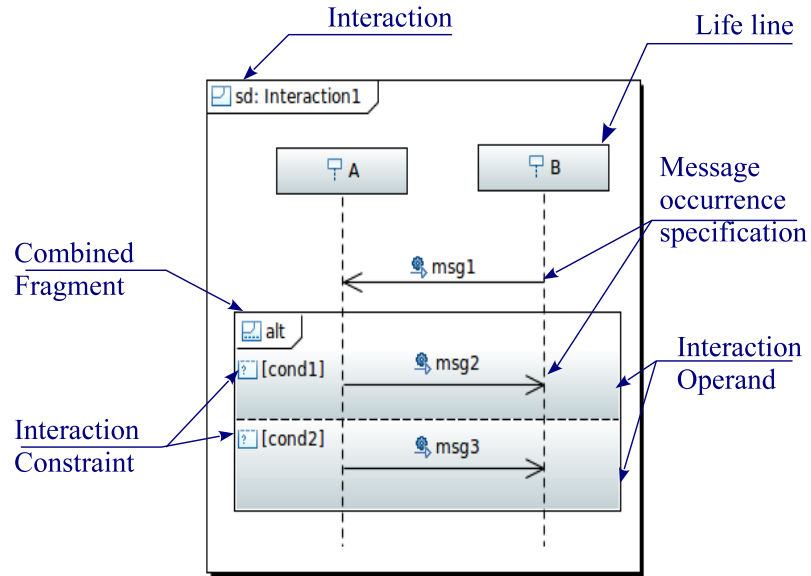 Interaction
Life line
sd: Interaction1
A
B
Message
occurrence
specification
msg1
Combined
Fragment
alt
[cond1]
msg2
Interaction
Operand
Interaction
Constraint
[cond2]
msg3